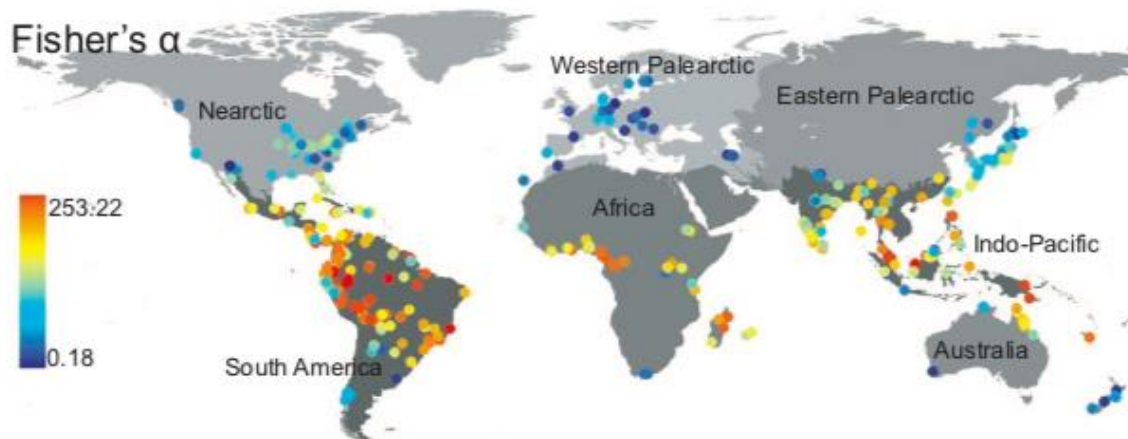 Fisher's α
Western Palearctic
Nearctic
Eastern Palearctic
253.22
Africa
Indo-Pacific
0.18
South America
Australia